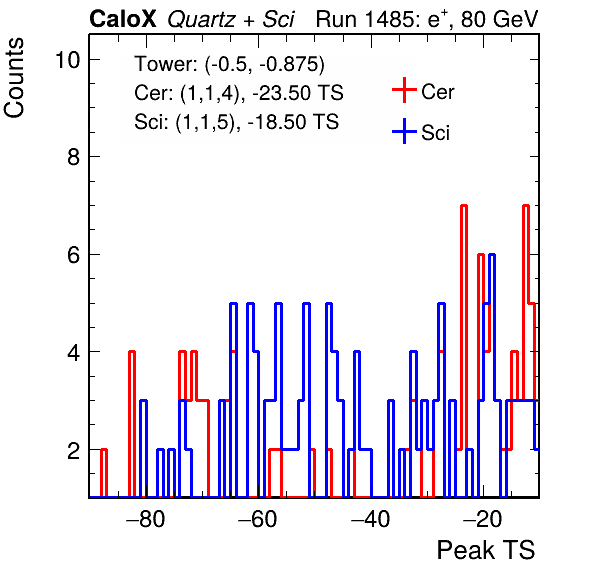 CaloX Quartz + Sci Run 1485: e⁺, 80 GeV
Counts
Tower: (-0.5, -0.875)
Cer: (1,1,4), -23.50 TS
Sci: (1,1,5), -18.50 TS
Cer
Sci
10
8
6
4
2
−80 −60 −40 −20
Peak TS